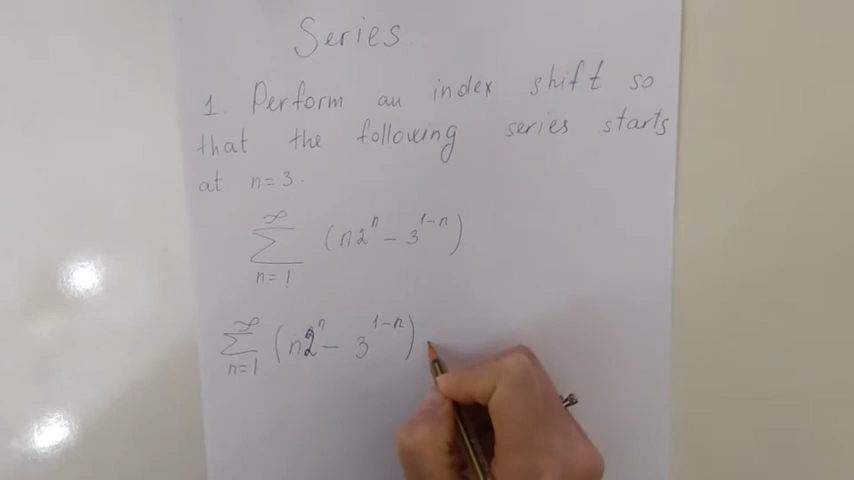 Series.
1. Perform an index shift so
that the following series starts
at n=3.
∞
∑ (n2ⁿ − 3¹⁻ⁿ)
n=1
∞
∑ (n2ⁿ − 3¹⁻ⁿ)
n=1